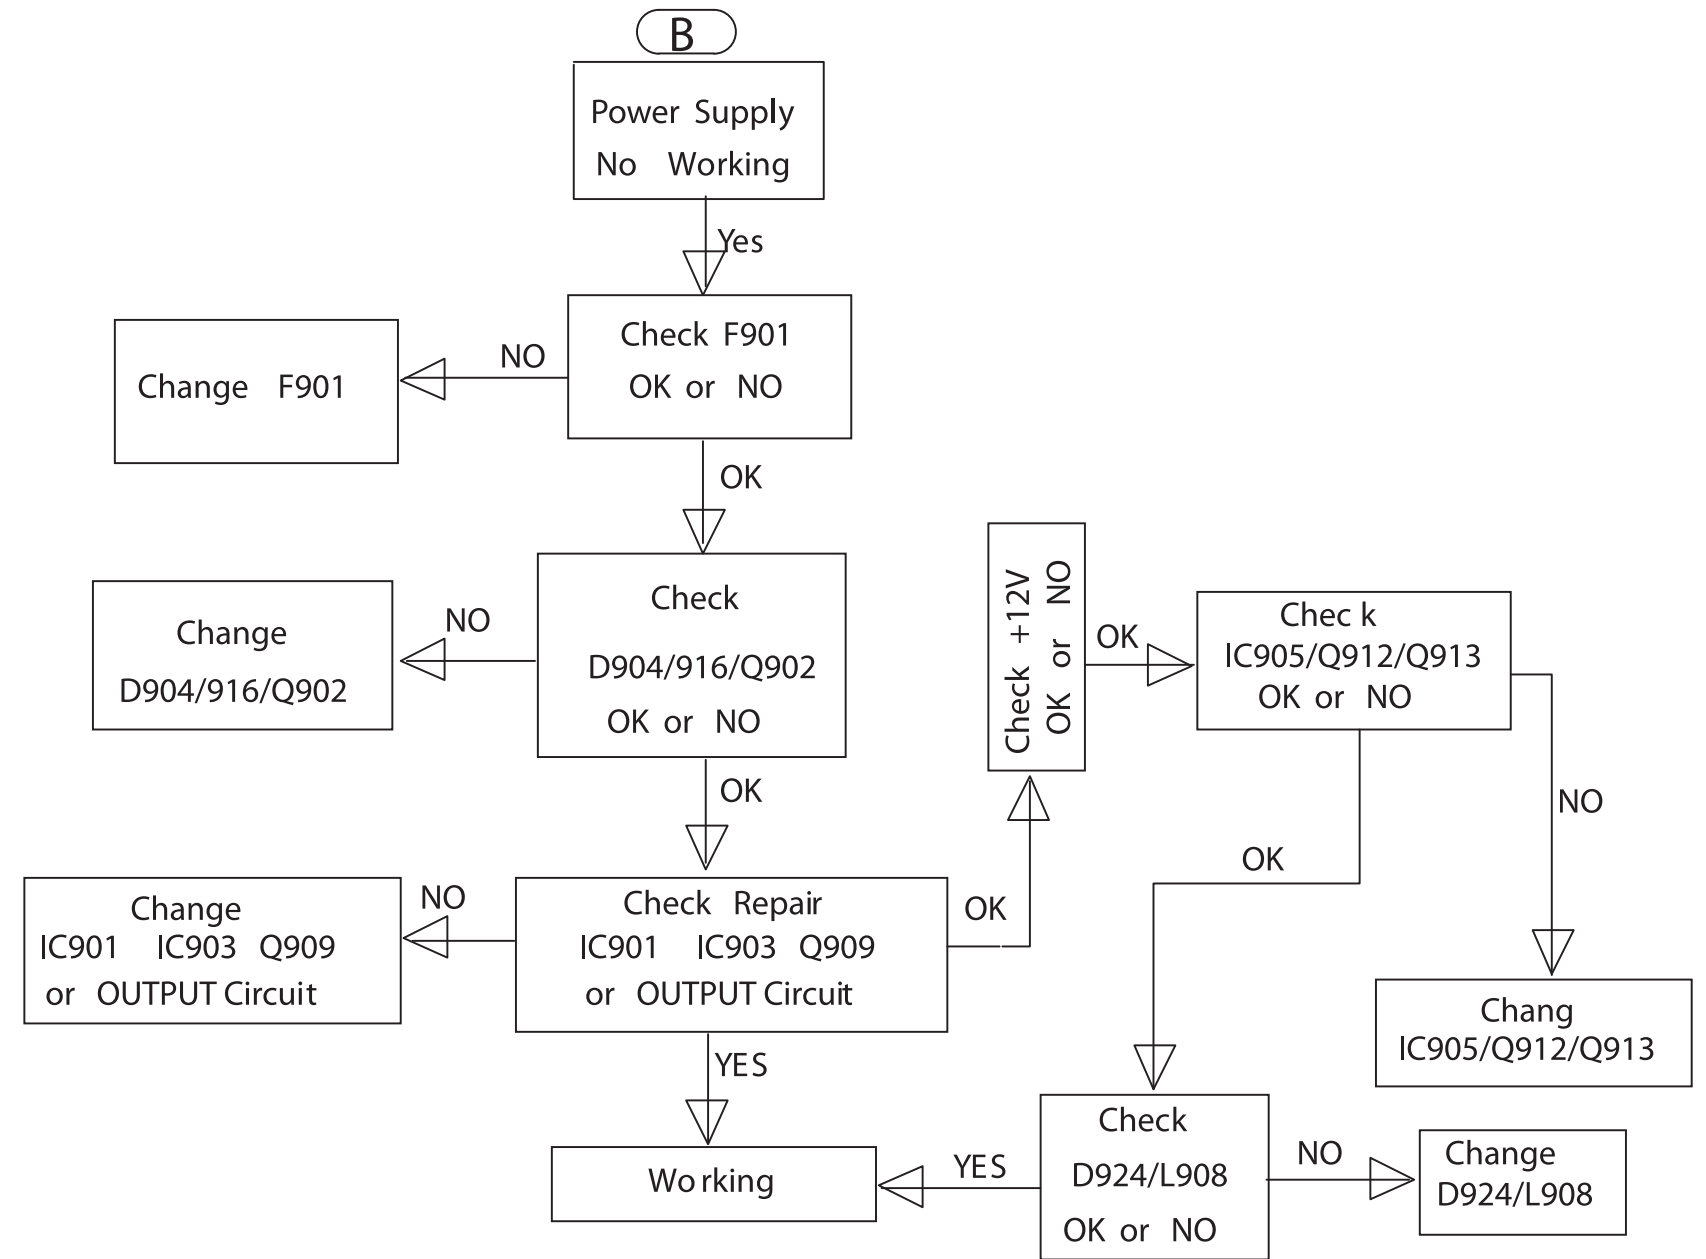 B
Power Supply
No Working
Yes
Check F901
OK or NO
NO
Change F901
OK
Check
D904/916/Q902
OK or NO
NO
Change
D904/916/Q902
OK
Check Repair
IC901 IC903 Q909
or OUTPUT Circuit
NO
Change
IC901 IC903 Q909
or OUTPUT Circuit
YES
Working
OK
Check +12V
OK or NO
OK
Chec k
IC905/Q912/Q913
OK or NO
NO
Chang
IC905/Q912/Q913
OK
Check
D924/L908
OK or NO
YES
NO
Change
D924/L908